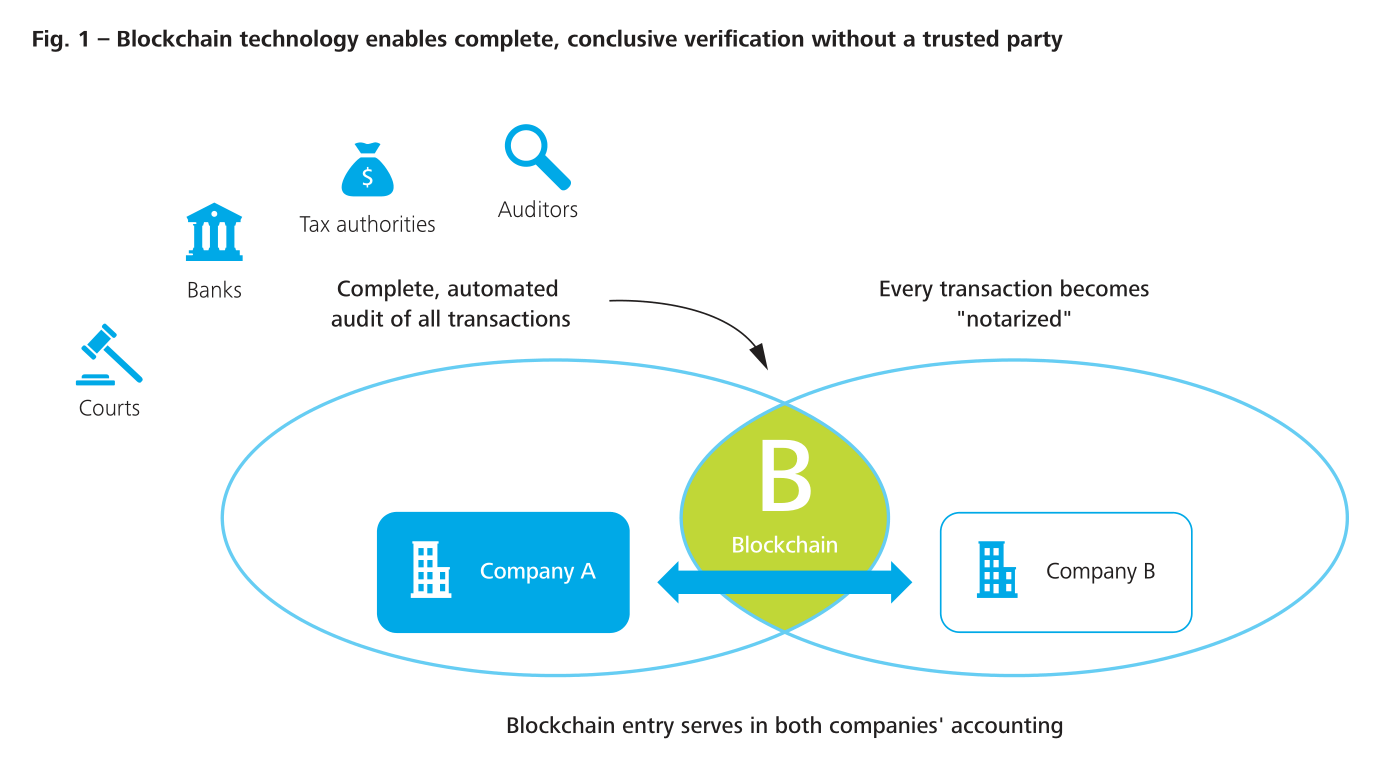 Fig. 1 – Blockchain technology enables complete, conclusive verification without a trusted party
$
Tax authorities
Auditors
Banks
Courts
Complete, automated
audit of all transactions
Every transaction becomes
"notarized"
B
Blockchain
Company A
Company B
Blockchain entry serves in both companies' accounting